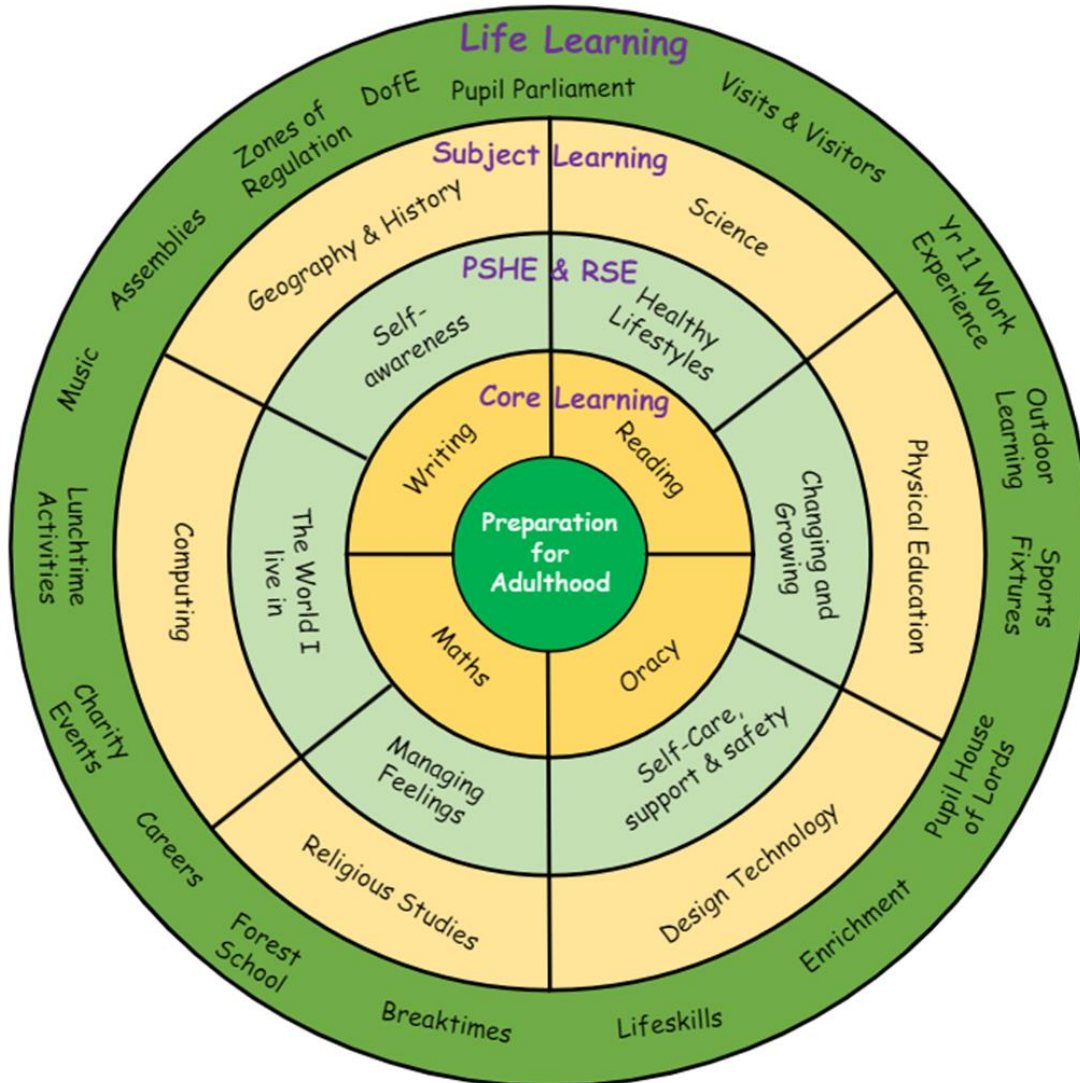 Life Learning
Pupil Parliament
Visits & Visitors
Yr 11 Work
Experience
Outdoor
Learning
Sports
Fixtures
Pupil House
of Lords
Enrichment
Lifeskills
Breaktimes
Forest
School
Careers
Charity
Events
Lunchtime
Activities
Music
Assemblies
Zones of
Regulation
DofE
Subject Learning
Science
Physical Education
Design Technology
Religious Studies
Computing
Geography & History
PSHE & RSE
Healthy
Lifestyles
Changing and
Growing
Self-Care,
support & safety
Managing
Feelings
The World I
live in
Self-
awareness
Core Learning
Reading
Oracy
Maths
Writing
Preparation
for
Adulthood